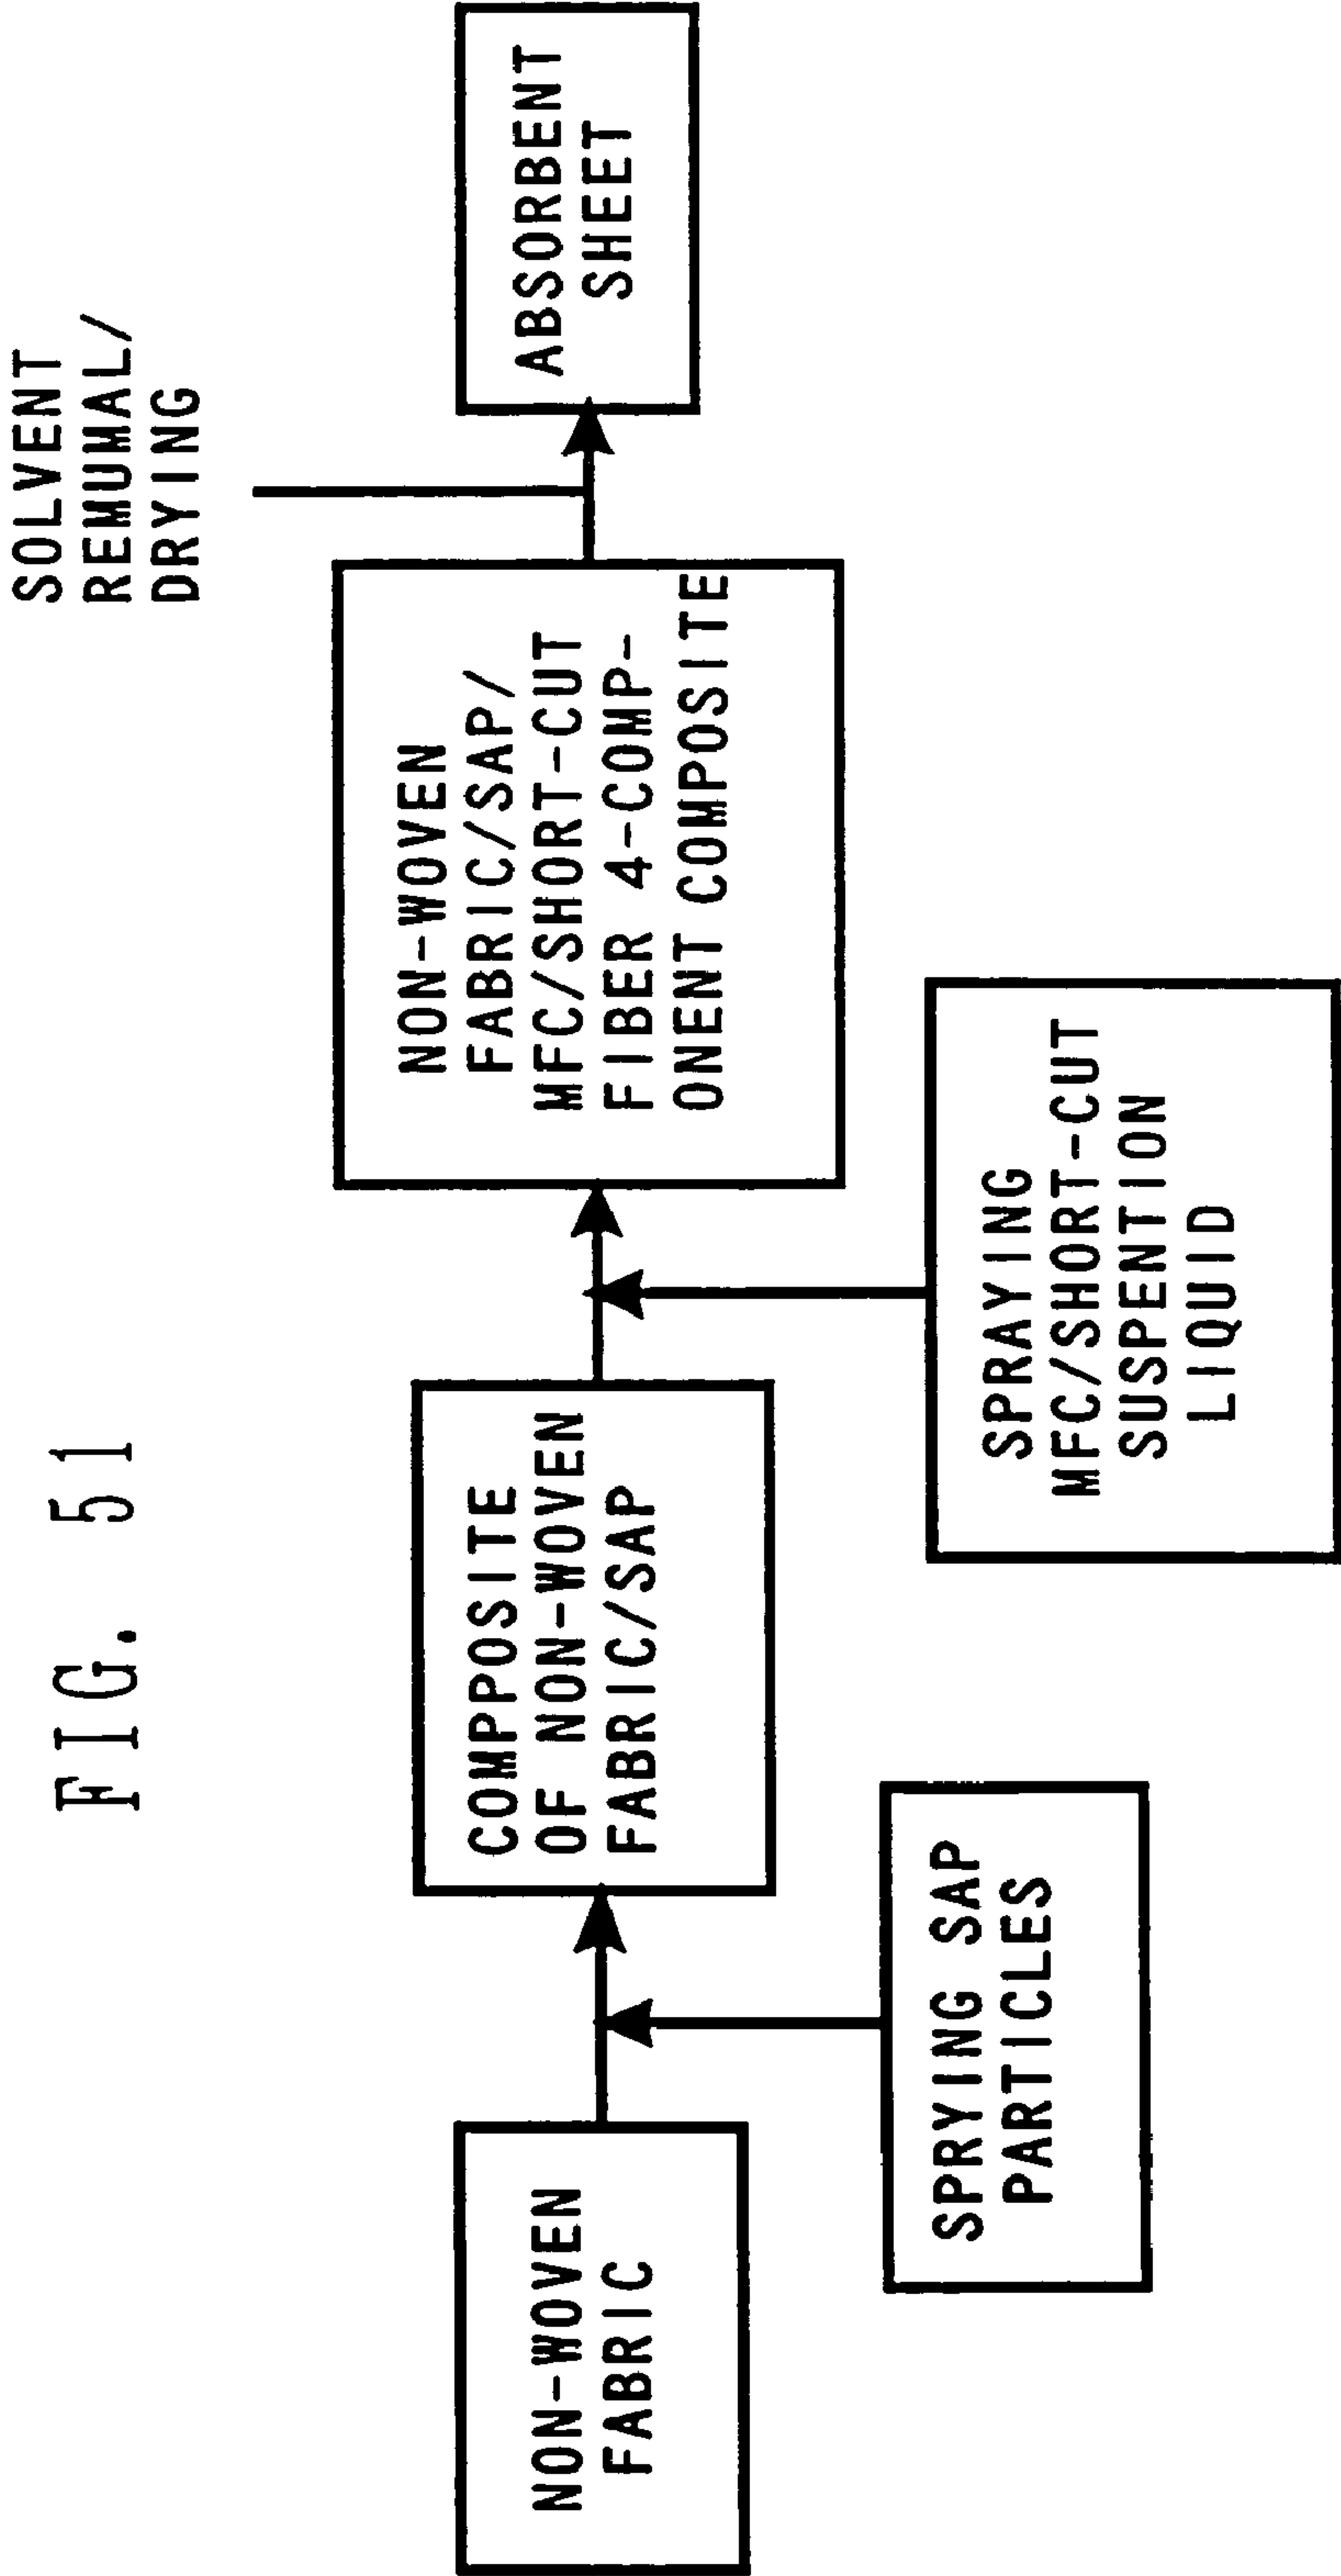 FIG. 51
NON-WOVEN
FABRIC
SPRYING SAP
PARTICLES
COMPPOSITE
OF NON-WOVEN
FABRIC/SAP
SPRAYING
MFC/SHORT-CUT
SUSPENTION
LIQUID
NON-WOVEN
FABRIC/SAP/
MFC/SHORT-CUT
FIBER 4-COMP-
ONENT COMPOSITE
SOLVENT
REMUMAL/
DRYING
ABSORBENT
SHEET